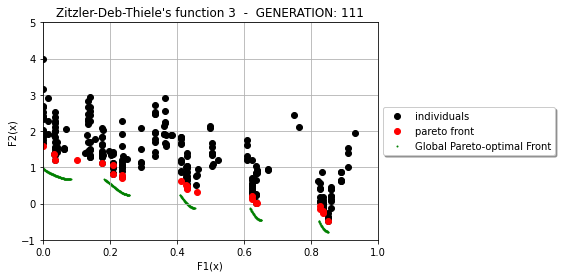 Zitzler-Deb-Thiele's function 3 - GENERATION: 111
5
4
3
2
1
0
−1
F2(x)
0.0 0.2 0.4 0.6 0.8 1.0
F1(x)
individuals
pareto front
Global Pareto-optimal Front